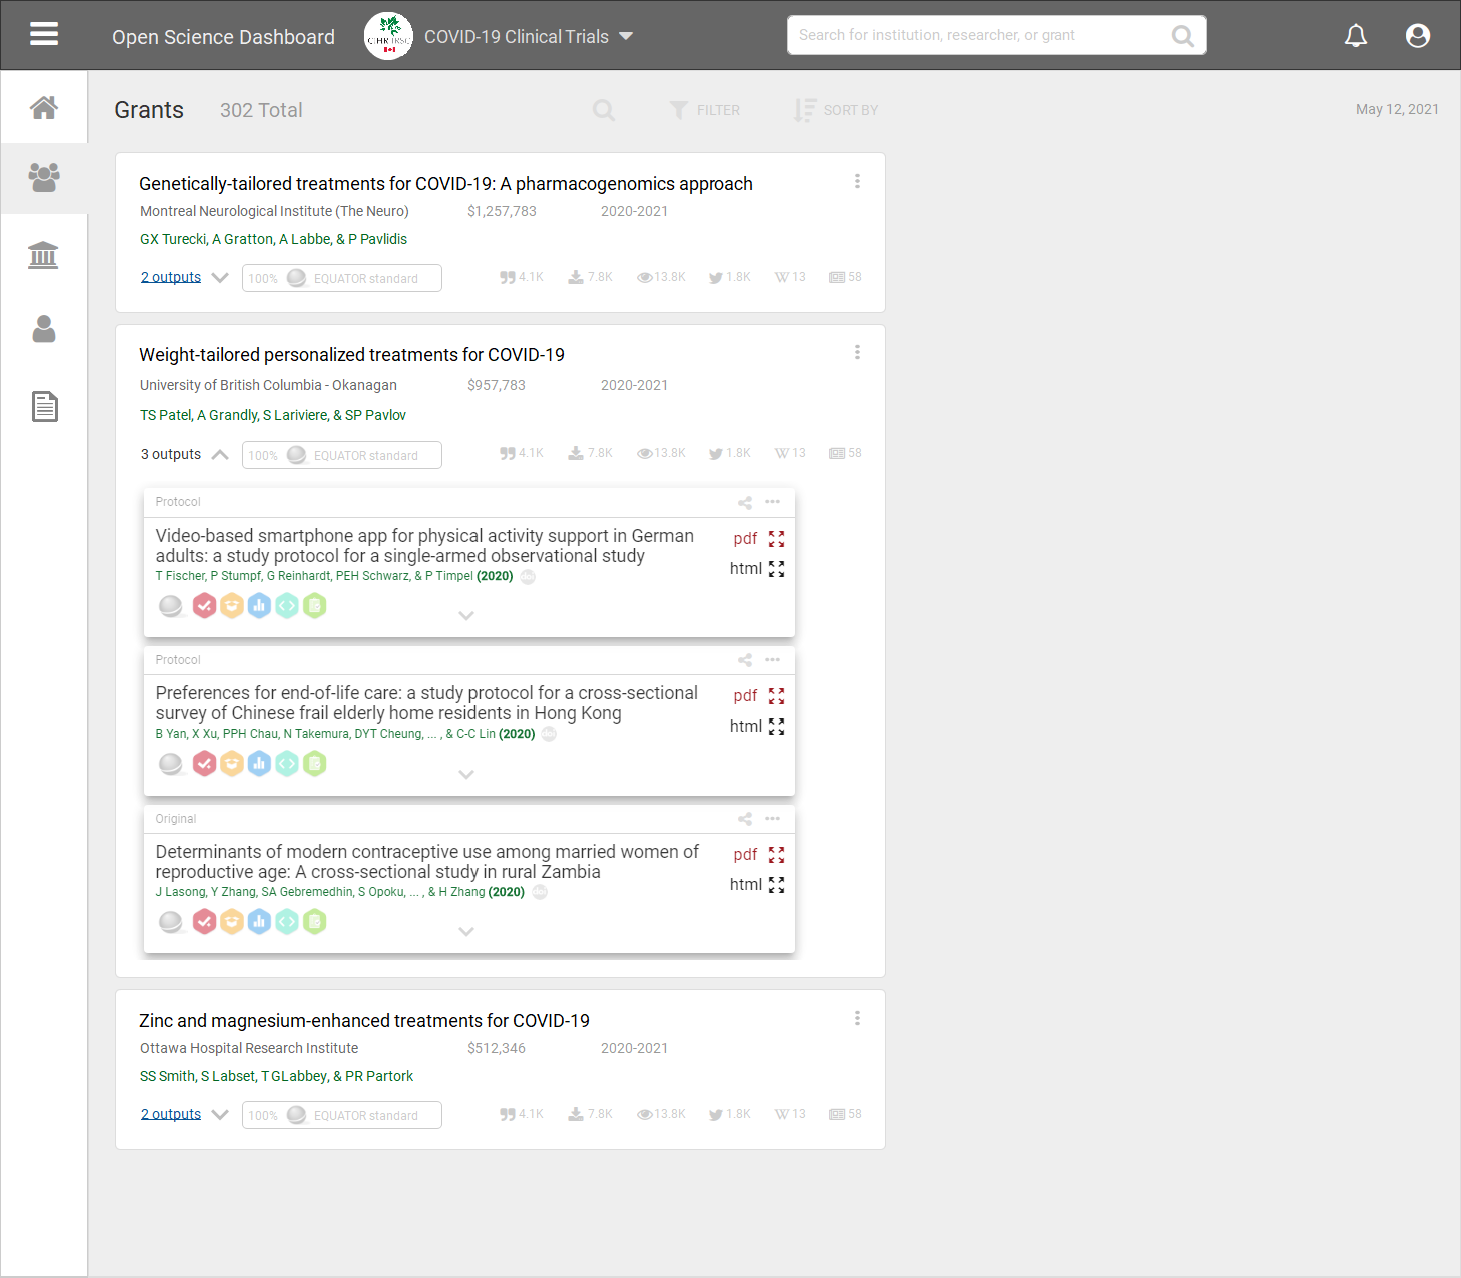 Open Science Dashboard
CIHR IRSC
COVID-19 Clinical Trials
Search for institution, researcher, or grant
Grants 302 Total FILTER SORT BY May 12, 2021
Genetically-tailored treatments for COVID-19: A pharmacogenomics approach
Montreal Neurological Institute (The Neuro) $1,257,783 2020-2021
GX Turecki, A Gratton, A Labbe, & P Pavlidis
2 outputs 100% EQUATOR standard 4.1K 7.8K 13.8K 1.8K W 13 58
Weight-tailored personalized treatments for COVID-19
University of British Columbia - Okanagan $957,783 2020-2021
TS Patel, A Grandly, S Lariviere, & SP Pavlov
3 outputs 100% EQUATOR standard 4.1K 7.8K 13.8K 1.8K W 13 58
Protocol
Video-based smartphone app for physical activity support in German pdf
adults: a study protocol for a single-armed observational study
html
T Fischer, P Stumpf, G Reinhardt, PEH Schwarz, & P Timpel (2020) doi
Protocol
Preferences for end-of-life care: a study protocol for a cross-sectional pdf
survey of Chinese frail elderly home residents in Hong Kong
html
B Yan, X Xu, PPH Chau, N Takemura, DYT Cheung, ... , & C-C Lin (2020) doi
Original
Determinants of modern contraceptive use among married women of pdf
reproductive age: A cross-sectional study in rural Zambia
html
J Lasong, Y Zhang, SA Gebremedhin, S Opoku, ... , & H Zhang (2020) doi
Zinc and magnesium-enhanced treatments for COVID-19
Ottawa Hospital Research Institute $512,346 2020-2021
SS Smith, S Labset, T GLabbey, & PR Partork
2 outputs 100% EQUATOR standard 4.1K 7.8K 13.8K 1.8K W 13 58